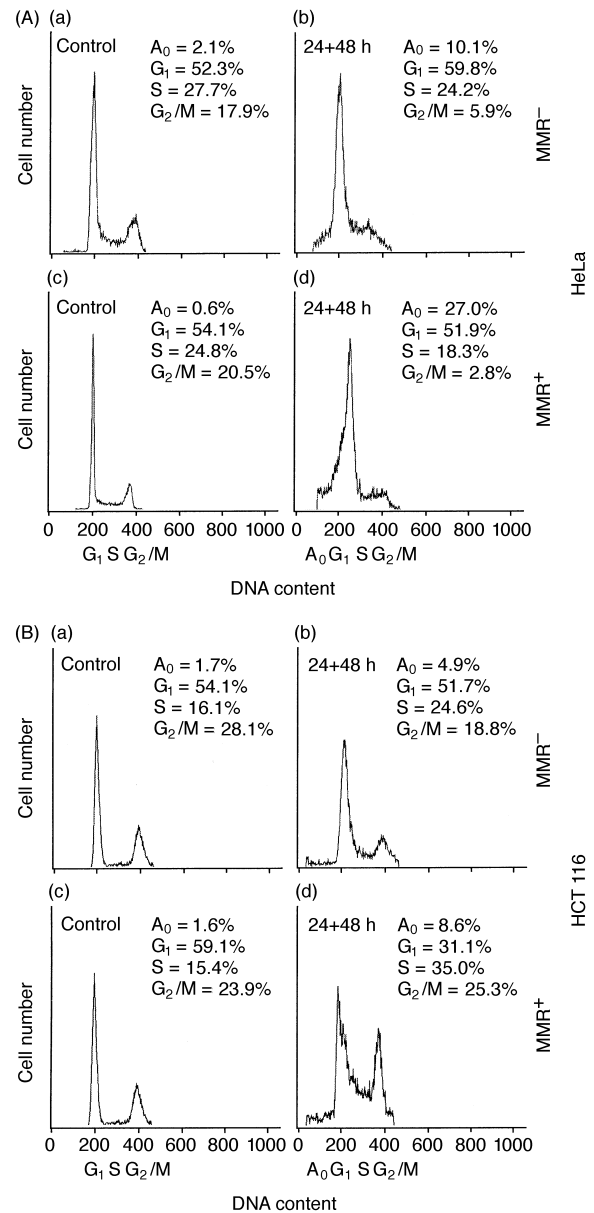 (A) (a)
Control
A₀ = 2.1%
G₁ = 52.3%
S = 27.7%
G₂/M = 17.9%
Cell number
(b)
24+48 h
A₀ = 10.1%
G₁ = 59.8%
S = 24.2%
G₂/M = 5.9%
MMR⁻
(c)
Control
A₀ = 0.6%
G₁ = 54.1%
S = 24.8%
G₂/M = 20.5%
Cell number
0 200 400 600 800 1000
G₁ S G₂/M
(d)
24+48 h
A₀ = 27.0%
G₁ = 51.9%
S = 18.3%
G₂/M = 2.8%
MMR⁺
0 200 400 600 800 1000
A₀ G₁ S G₂/M
HeLa
DNA content
(B) (a)
Control
A₀ = 1.7%
G₁ = 54.1%
S = 16.1%
G₂/M = 28.1%
Cell number
(b)
24+48 h
A₀ = 4.9%
G₁ = 51.7%
S = 24.6%
G₂/M = 18.8%
MMR⁻
(c)
Control
A₀ = 1.6%
G₁ = 59.1%
S = 15.4%
G₂/M = 23.9%
Cell number
0 200 400 600 800 1000
G₁ S G₂/M
(d)
24+48 h
A₀ = 8.6%
G₁ = 31.1%
S = 35.0%
G₂/M = 25.3%
MMR⁺
0 200 400 600 800 1000
A₀ G₁ S G₂/M
HCT 116
DNA content